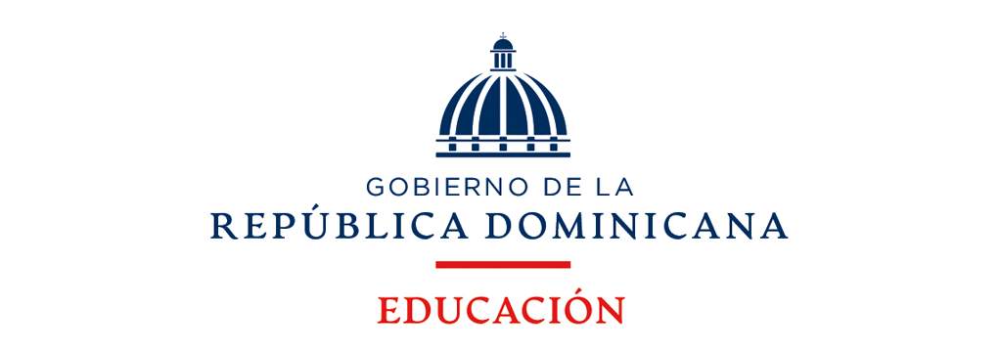 GOBIERNO DE LA
REPÚBLICA DOMINICANA
EDUCACIÓN